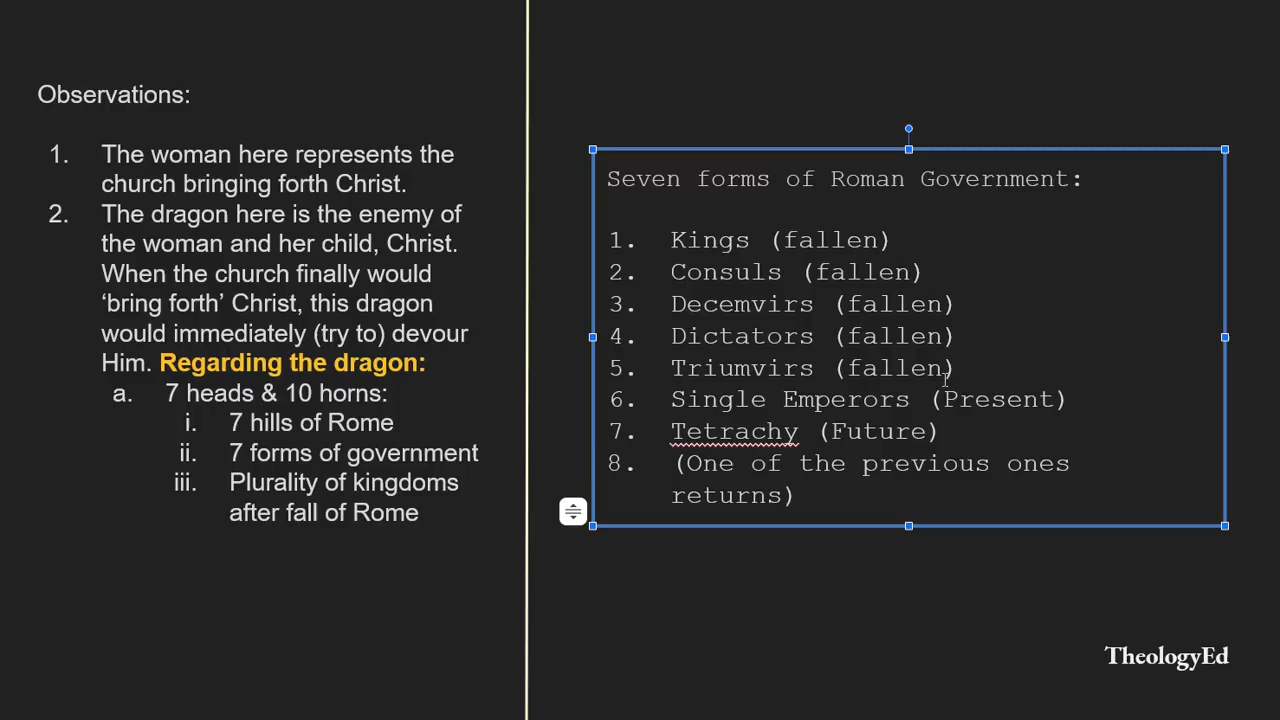 Observations:
1. The woman here represents the
church bringing forth Christ.
2. The dragon here is the enemy of
the woman and her child, Christ.
When the church finally would
‘bring forth’ Christ, this dragon
would immediately (try to) devour
Him. Regarding the dragon:
a. 7 heads & 10 horns:
i. 7 hills of Rome
ii. 7 forms of government
iii. Plurality of kingdoms
after fall of Rome
Seven forms of Roman Government:
1. Kings (fallen)
2. Consuls (fallen)
3. Decemvirs (fallen)
4. Dictators (fallen)
5. Triumvirs (fallen)
6. Single Emperors (Present)
7. Tetrachy (Future)
8. (One of the previous ones
returns)
TheologyEd